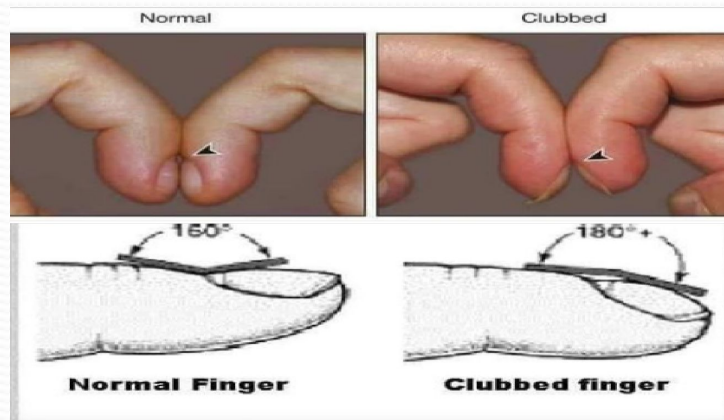 Normal
Clubbed
160°
180°+
Normal Finger
Clubbed finger